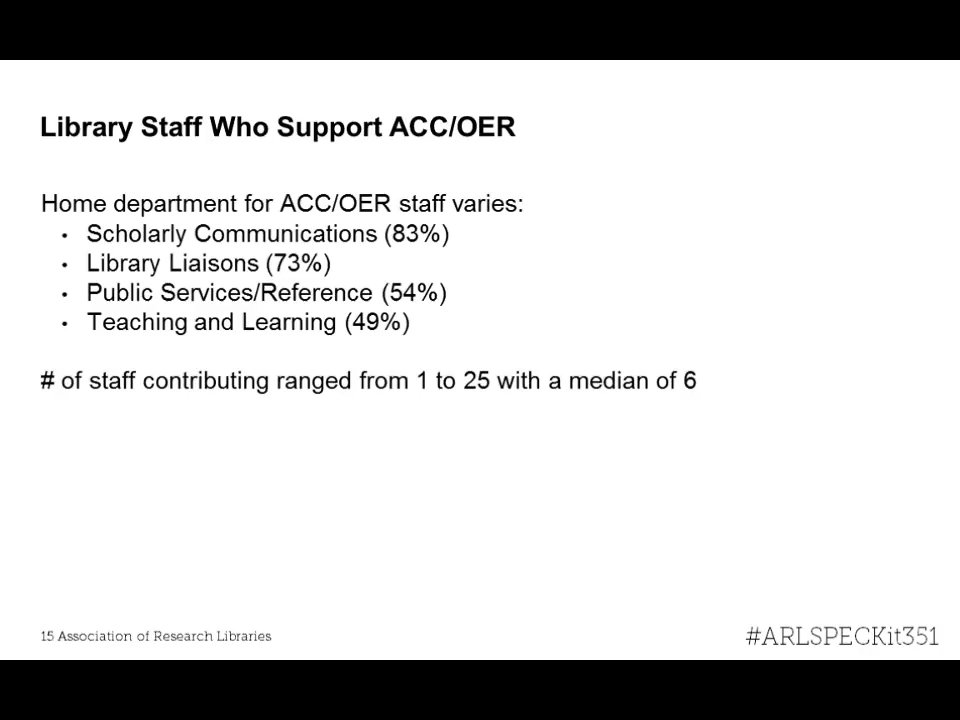 Library Staff Who Support ACC/OER
Home department for ACC/OER staff varies:
• Scholarly Communications (83%)
• Library Liaisons (73%)
• Public Services/Reference (54%)
• Teaching and Learning (49%)
# of staff contributing ranged from 1 to 25 with a median of 6
15 Association of Research Libraries
#ARLSPECKit351